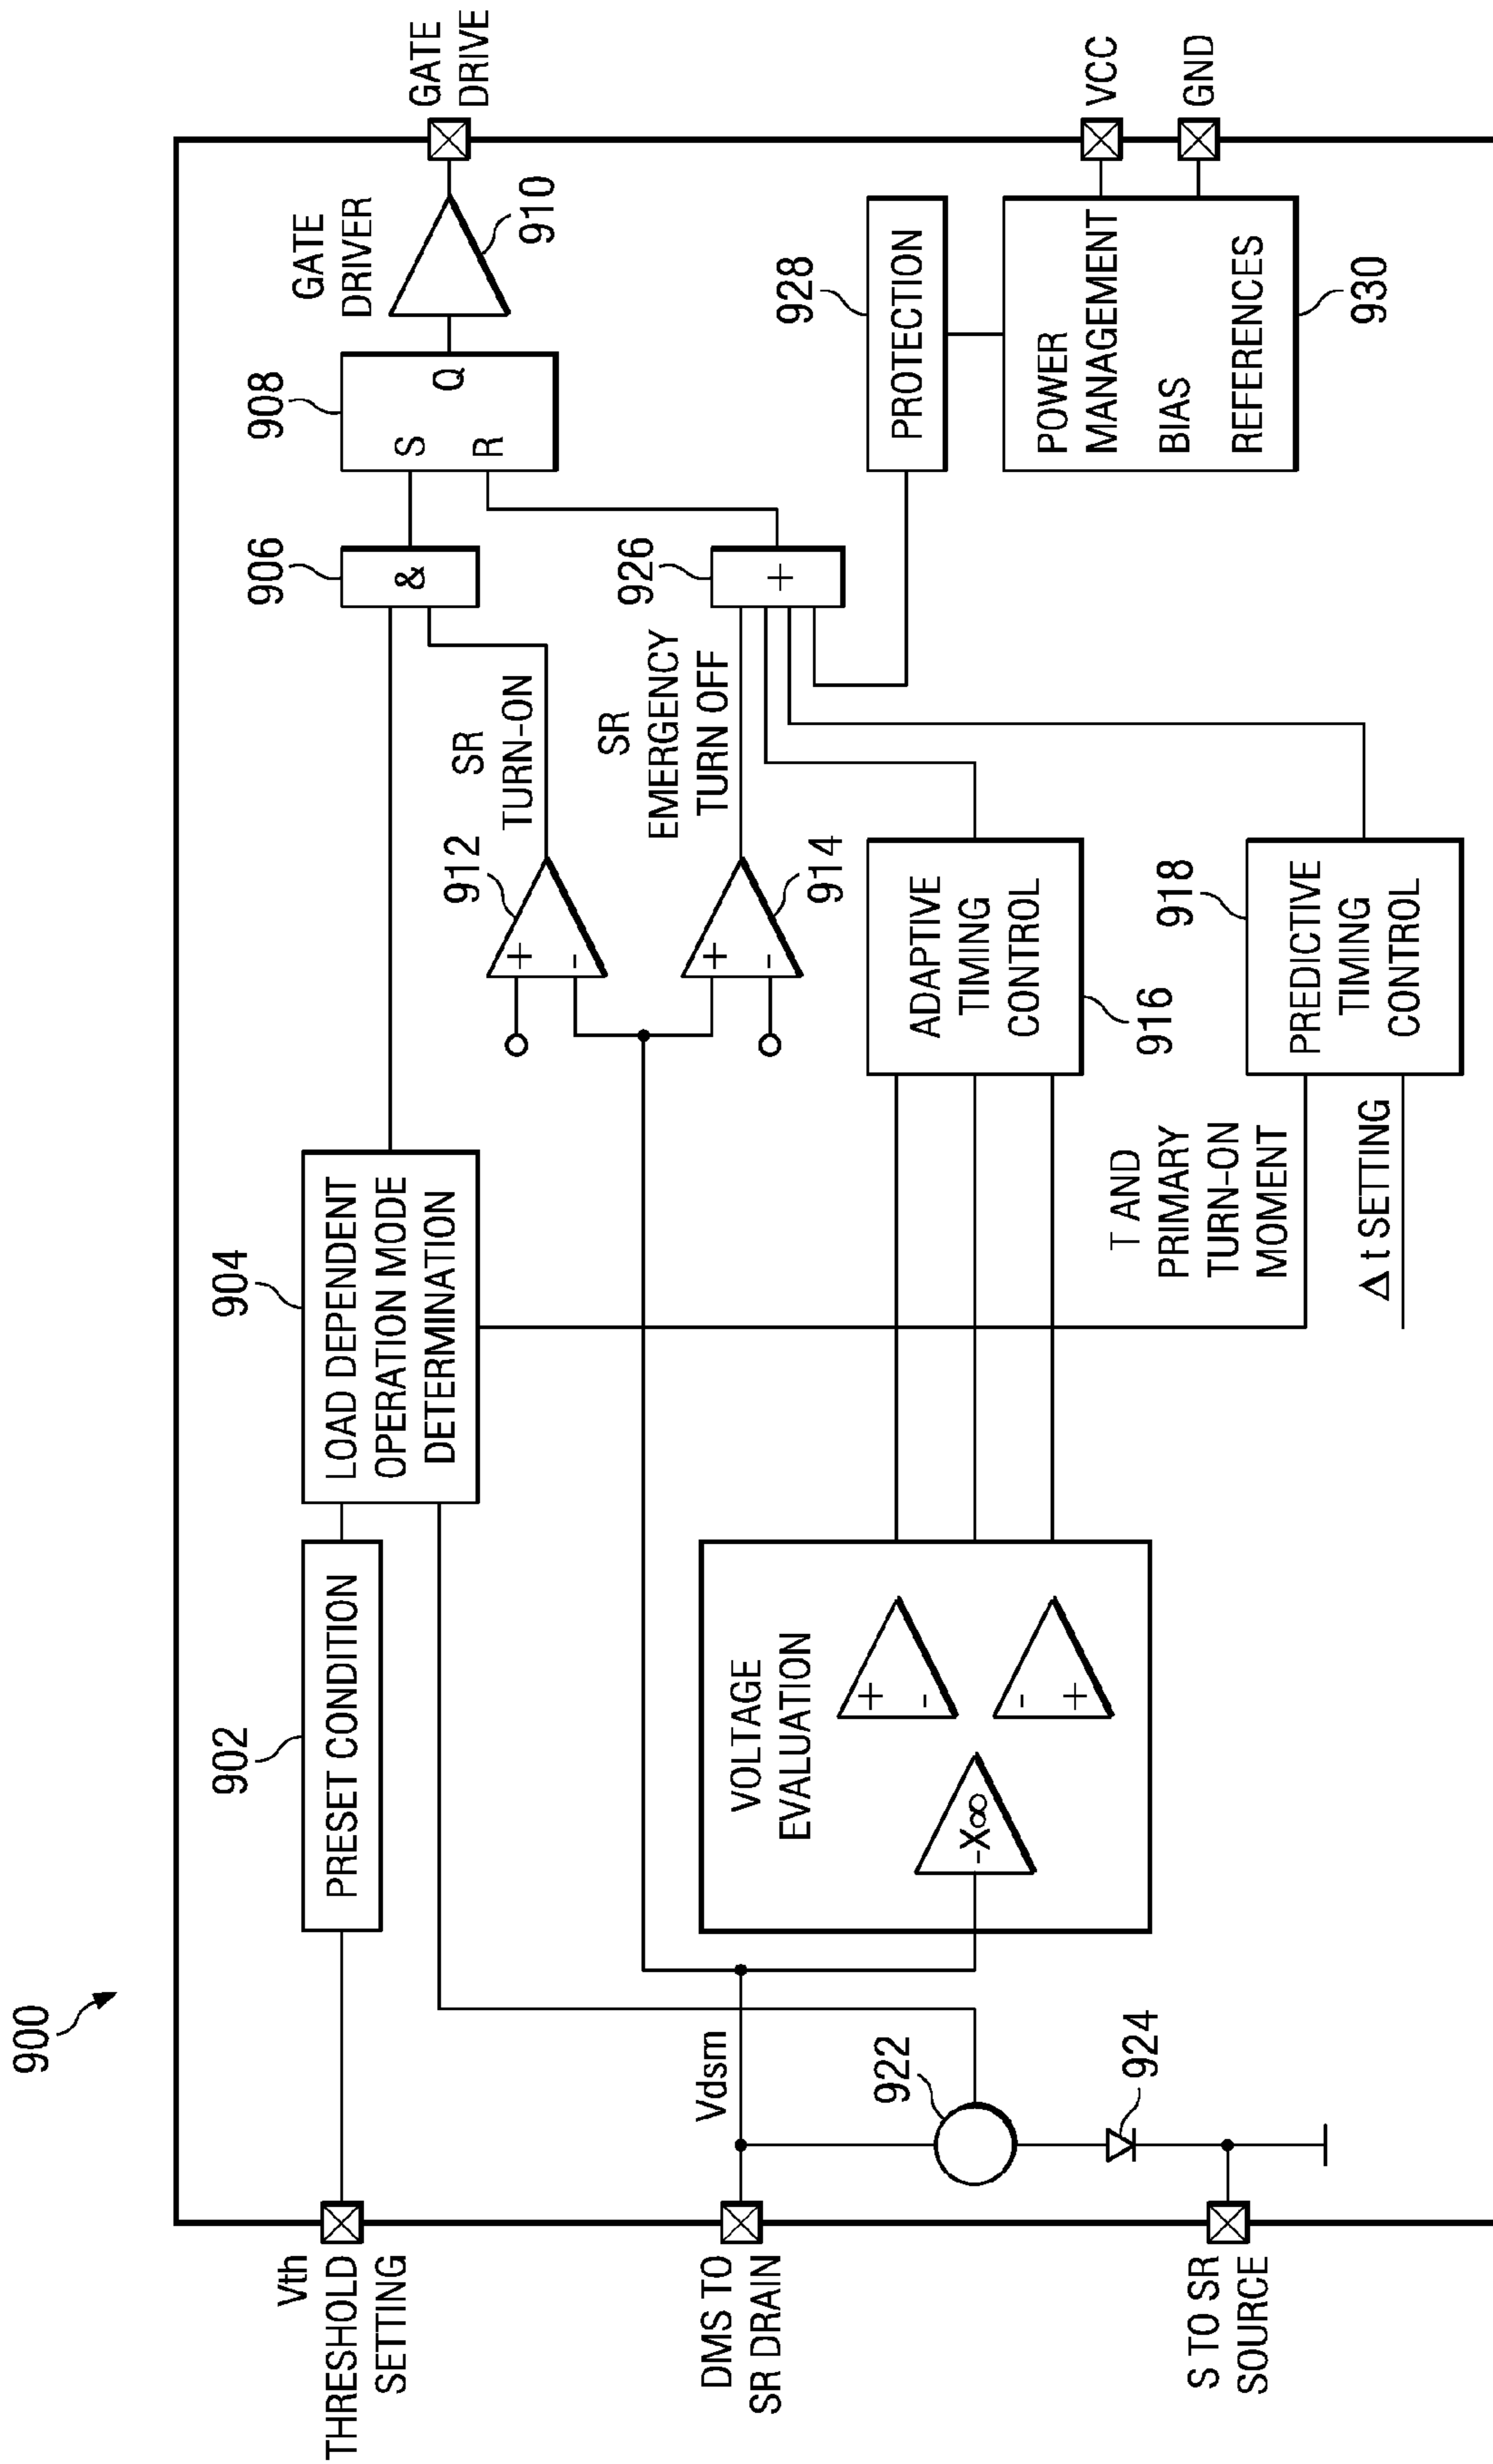 900
Vth
THRESHOLD
SETTING
DMS TO
SR DRAIN
S TO SR
SOURCE
902
PRESET CONDITION
904
LOAD DEPENDENT
OPERATION MODE
DETERMINATION
906
&
908
S
R
Q
GATE
DRIVER
910
GATE
DRIVE
Vdsm
922
924
VOLTAGE
EVALUATION
-X∞
+
-
-
+
912
+
-
SR
TURN-ON
914
+
-
SR
EMERGENCY
TURN OFF
926
+
ADAPTIVE
TIMING
CONTROL
916
T AND
PRIMARY
TURN-ON
MOMENT
Δ t SETTING
918
PREDICTIVE
TIMING
CONTROL
928
PROTECTION
POWER
MANAGEMENT
BIAS
REFERENCES
930
VCC
GND